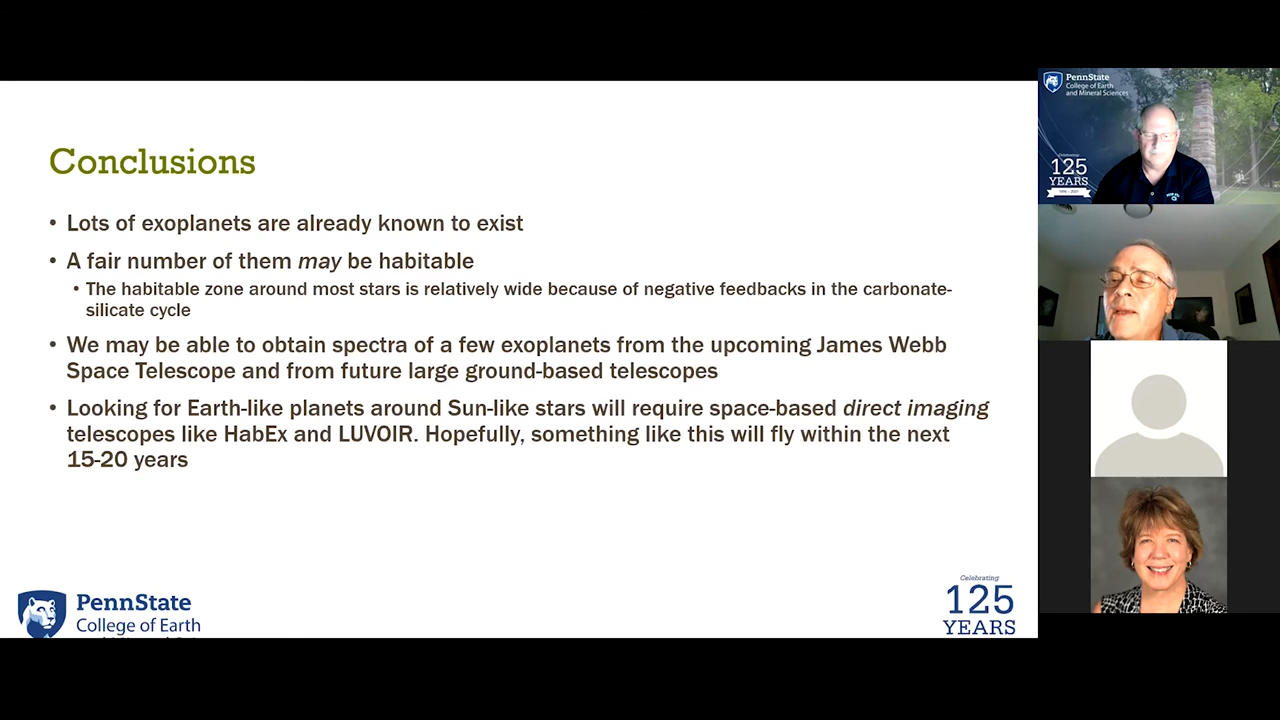 Conclusions
• Lots of exoplanets are already known to exist
• A fair number of them may be habitable
• The habitable zone around most stars is relatively wide because of negative feedbacks in the carbonate-
silicate cycle
• We may be able to obtain spectra of a few exoplanets from the upcoming James Webb
Space Telescope and from future large ground-based telescopes
• Looking for Earth-like planets around Sun-like stars will require space-based direct imaging
telescopes like HabEx and LUVOIR. Hopefully, something like this will fly within the next
15-20 years
PennState
College of Earth
Celebrating
125
YEARS
PennState
College of Earth
and Mineral Sciences
Celebrating
125
YEARS